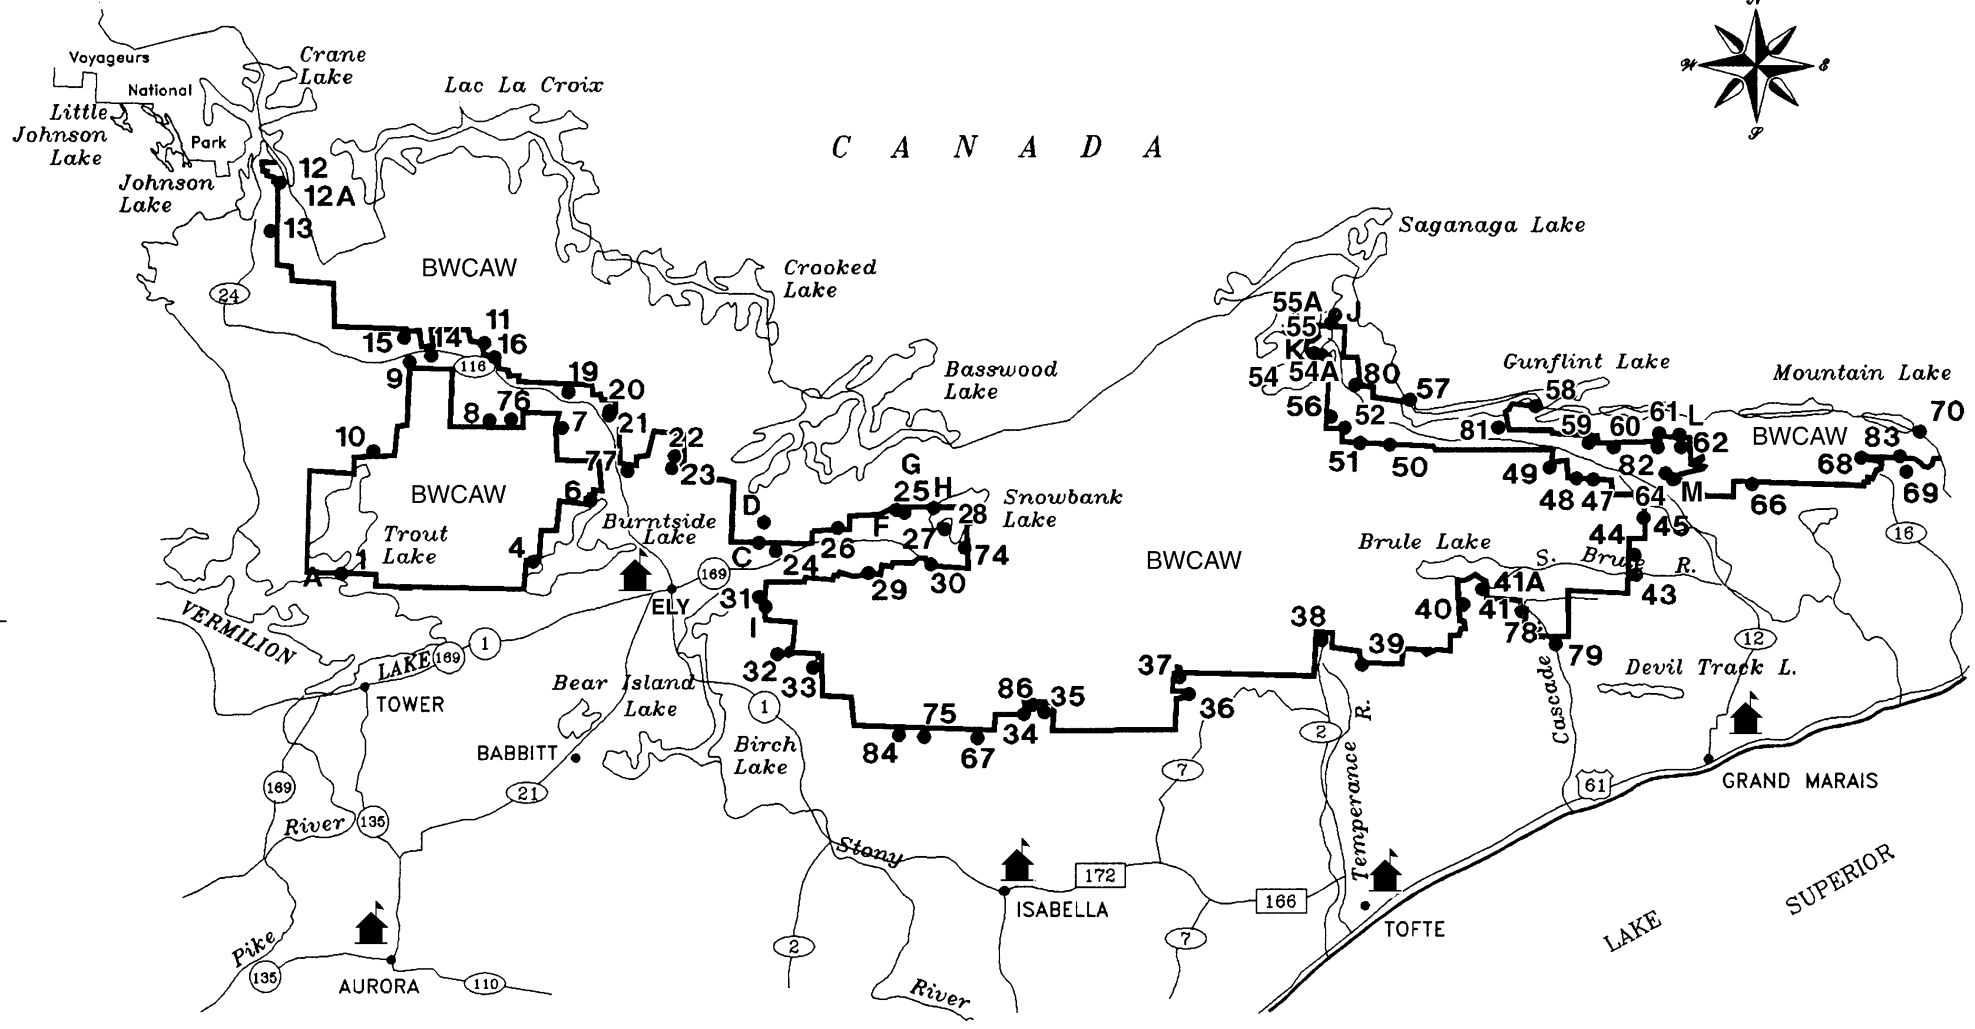 N
W
E
S
Voyageurs
National
Park
Crane
Lake
Little
Johnson
Lake
Johnson
Lake
Lac La Croix
CANADA
12
12A
13
24
BWCAW
Crooked
Lake
Saganaga Lake
15
14
11
16
116
9
19
20
8
76
7
21
10
22
77
23
BWCAW
6
Trout
Lake
Burntside
Lake
4
A
1
Basswood
Lake
G
25
H
Snowbank
Lake
D
F
28
26
27
C
24
74
29
30
169
31
I
32
33
ELY
VERMILION
LAKE
169
1
TOWER
Bear Island
Lake
1
BABBITT
Birch
Lake
21
169
River
135
Pike
135
AURORA
110
BWCAW
75
84
67
86
35
34
37
36
38
39
55A
J
55
K
54
54A
80
57
56
52
51
50
Gunflint Lake
58
Mountain Lake
70
81
59
60
61
L
62
BWCAW
83
68
69
49
48
47
82
64
M
66
44
45
16
Brule Lake
S. Brule R.
41A
40
41
43
78
79
12
Devil Track L.
Cascade
2
Temperance R.
7
61
GRAND MARAIS
Stony
River
2
ISABELLA
172
166
7
TOFTE
LAKE SUPERIOR